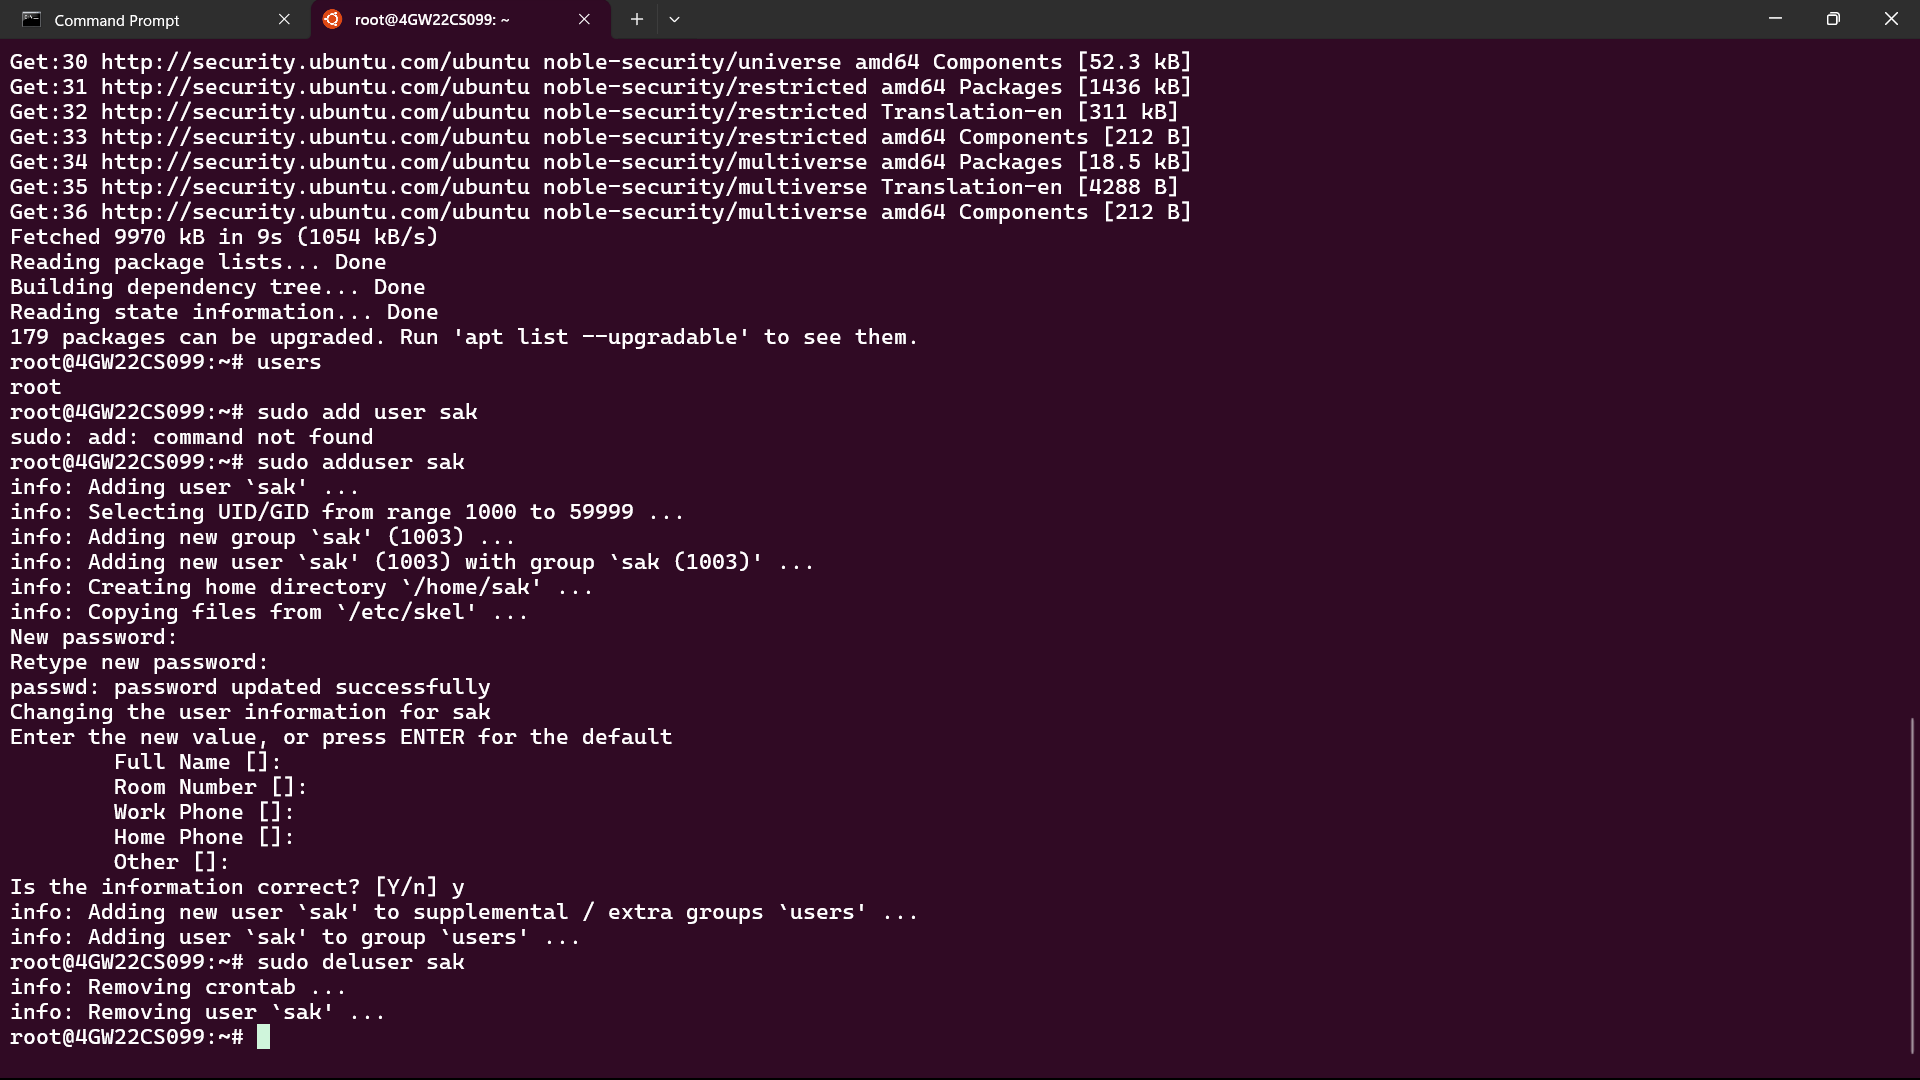 Command Prompt
root@4GW22CS099: ~
Get:30 http://security.ubuntu.com/ubuntu noble-security/universe amd64 Components [52.3 kB]
Get:31 http://security.ubuntu.com/ubuntu noble-security/restricted amd64 Packages [1436 kB]
Get:32 http://security.ubuntu.com/ubuntu noble-security/restricted Translation-en [311 kB]
Get:33 http://security.ubuntu.com/ubuntu noble-security/restricted amd64 Components [212 B]
Get:34 http://security.ubuntu.com/ubuntu noble-security/multiverse amd64 Packages [18.5 kB]
Get:35 http://security.ubuntu.com/ubuntu noble-security/multiverse Translation-en [4288 B]
Get:36 http://security.ubuntu.com/ubuntu noble-security/multiverse amd64 Components [212 B]
Fetched 9970 kB in 9s (1054 kB/s)
Reading package lists... Done
Building dependency tree... Done
Reading state information... Done
179 packages can be upgraded. Run 'apt list --upgradable' to see them.
root@4GW22CS099:~# users
root
root@4GW22CS099:~# sudo add user sak
sudo: add: command not found
root@4GW22CS099:~# sudo adduser sak
info: Adding user `sak' ...
info: Selecting UID/GID from range 1000 to 59999 ...
info: Adding new group `sak' (1003) ...
info: Adding new user `sak' (1003) with group `sak (1003)' ...
info: Creating home directory `/home/sak' ...
info: Copying files from `/etc/skel' ...
New password:
Retype new password:
passwd: password updated successfully
Changing the user information for sak
Enter the new value, or press ENTER for the default
Full Name []:
Room Number []:
Work Phone []:
Home Phone []:
Other []:
Is the information correct? [Y/n] y
info: Adding new user `sak' to supplemental / extra groups `users' ...
info: Adding user `sak' to group `users' ...
root@4GW22CS099:~# sudo deluser sak
info: Removing crontab ...
info: Removing user `sak' ...
root@4GW22CS099:~#